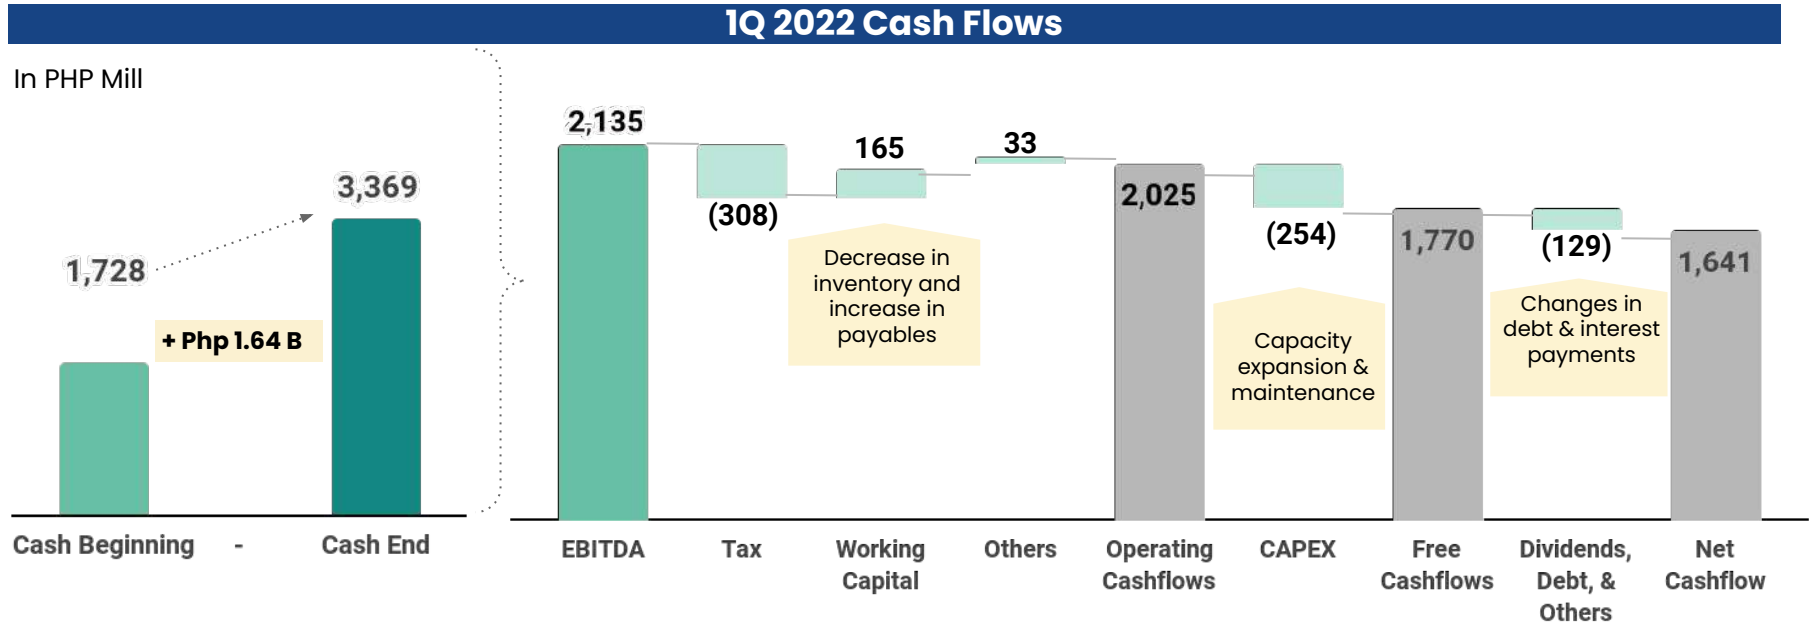 1Q 2022 Cash Flows
In PHP Mill
1,728
3,369
+ Php 1.64 B
Cash Beginning
-
Cash End
2,135
(308)
165
33
2,025
(254)
1,770
(129)
1,641
Decrease in
inventory and
increase in
payables
Capacity
expansion &
maintenance
Changes in
debt & interest
payments
EBITDA
Tax
Working
Capital
Others
Operating
Cashflows
CAPEX
Free
Cashflows
Dividends,
Debt, &
Others
Net
Cashflow